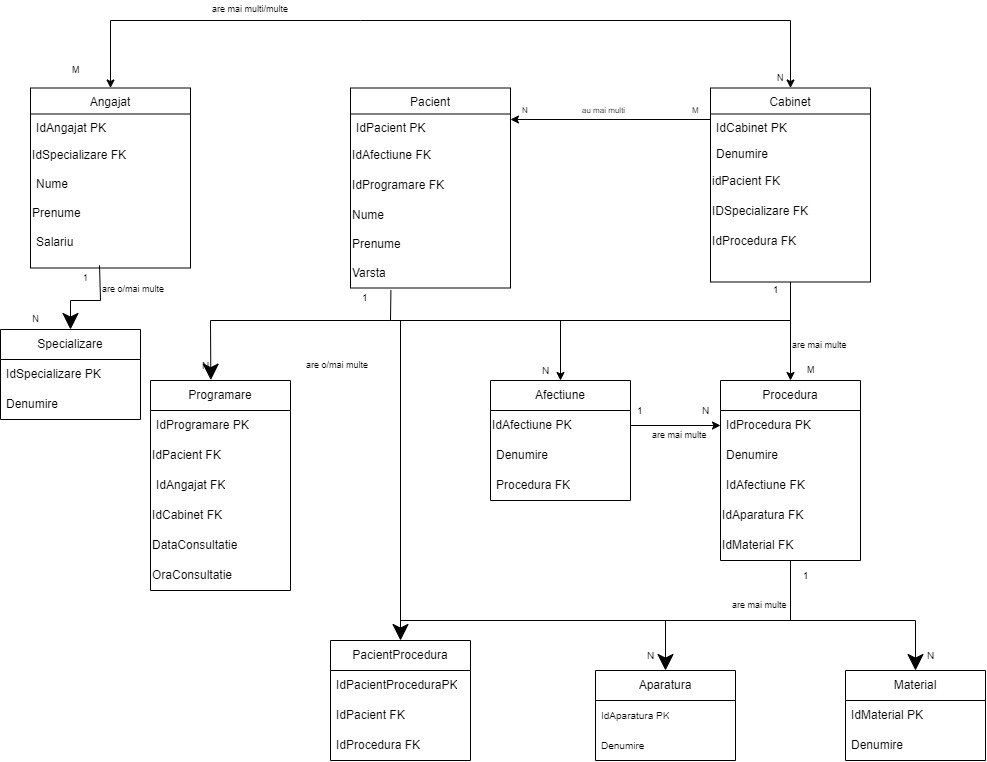 are mai multi/multe
M
N
Angajat
IdAngajat PK
IdSpecializare FK
Nume
Prenume
Salariu
Pacient
IdPacient PK
IdAfectiune FK
IdProgramare FK
Nume
Prenume
Varsta
N
au mai multi
M
Cabinet
IdCabinet PK
Denumire
idPacient FK
IDSpecializare FK
IdProcedura FK
1
are o/mai multe
N
1
1
Specializare
IdSpecializare PK
Denumire
N
are o/mai multe
N
are mai multe
M
Programare
IdProgramare PK
IdPacient FK
IdAngajat FK
IdCabinet FK
DataConsultatie
OraConsultatie
Afectiune
IdAfectiune PK
Denumire
Procedura FK
1
N
are mai multe
Procedura
IdProcedura PK
Denumire
IdAfectiune FK
IdAparatura FK
IdMaterial FK
1
are mai multe
N
N
PacientProcedura
IdPacientProceduraPK
IdPacient FK
IdProcedura FK
Aparatura
IdAparatura PK
Denumire
Material
IdMaterial PK
Denumire